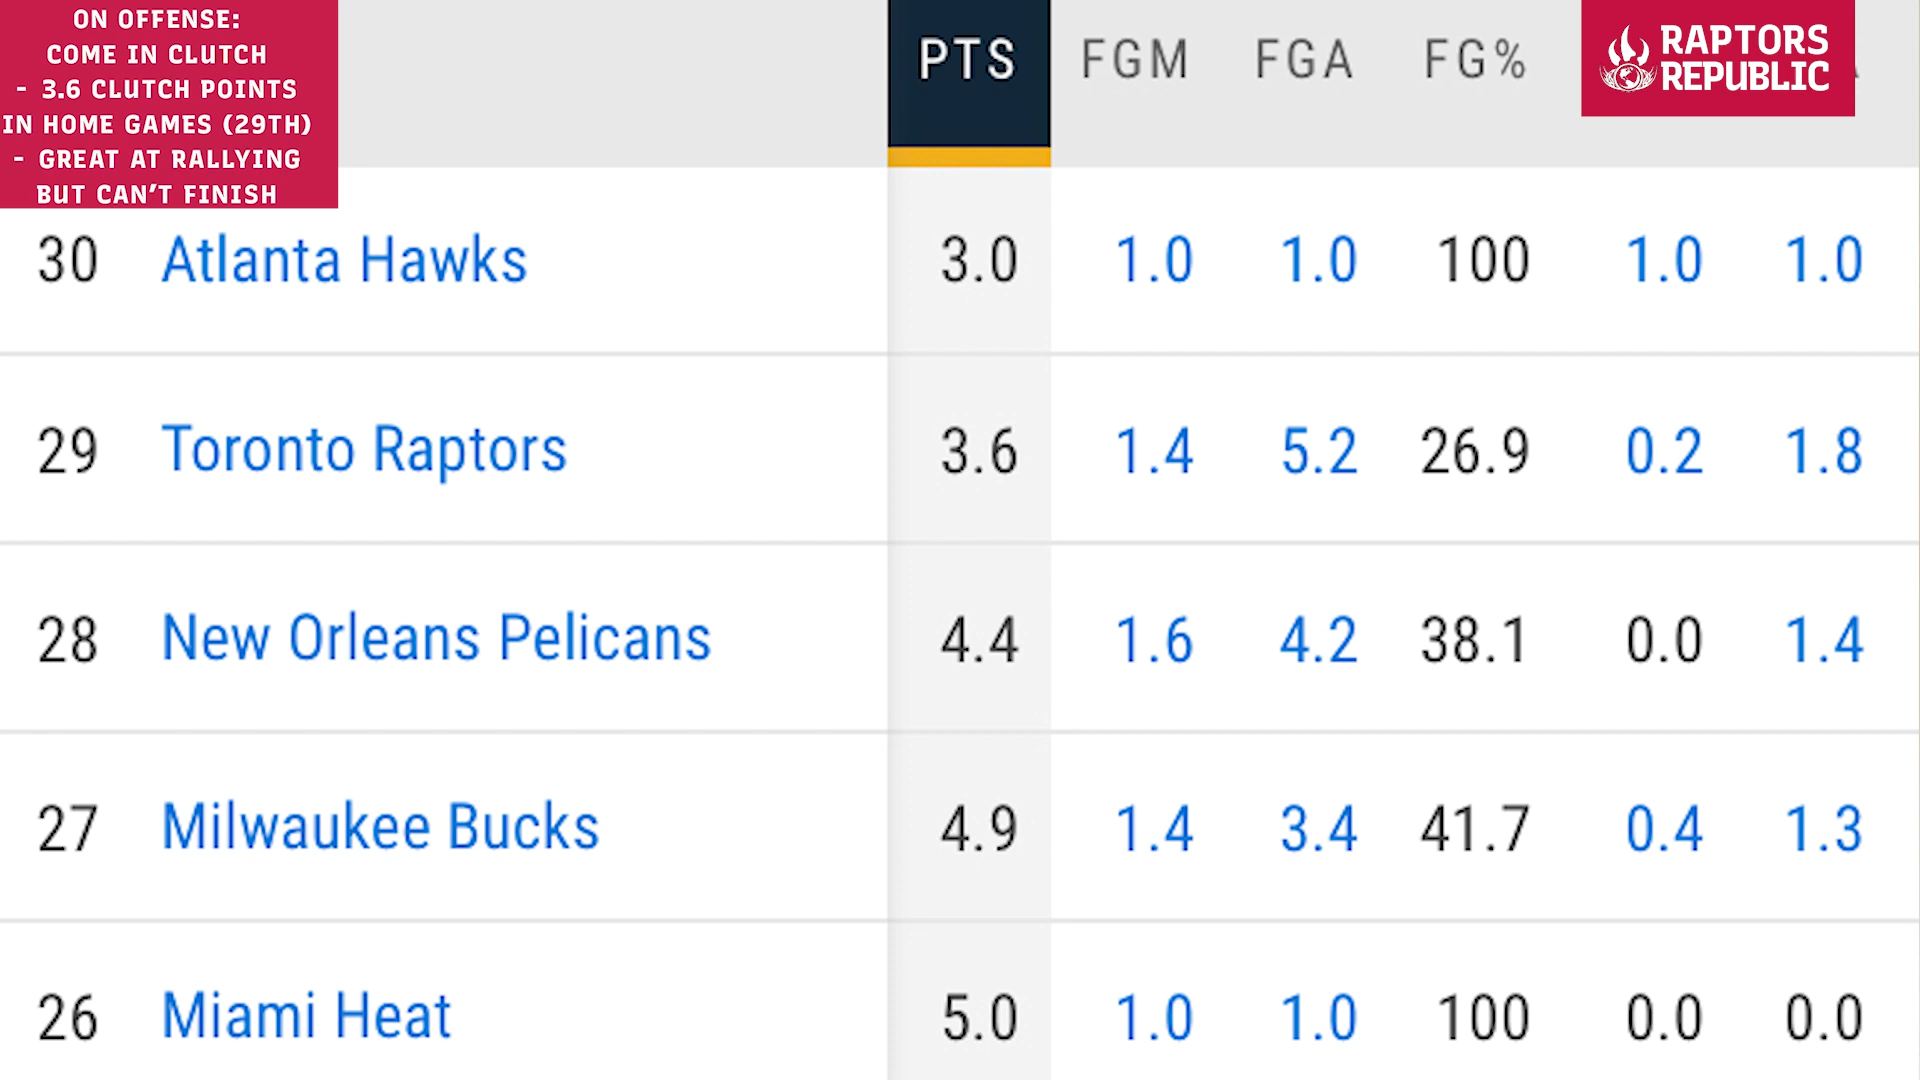 ON OFFENSE:
COME IN CLUTCH
- 3.6 CLUTCH POINTS
IN HOME GAMES (29TH)
- GREAT AT RALLYING
BUT CAN'T FINISH
RAPTORS
REPUBLIC
PTS FGM FGA FG%
30 Atlanta Hawks 3.0 1.0 1.0 100 1.0 1.0
29 Toronto Raptors 3.6 1.4 5.2 26.9 0.2 1.8
28 New Orleans Pelicans 4.4 1.6 4.2 38.1 0.0 1.4
27 Milwaukee Bucks 4.9 1.4 3.4 41.7 0.4 1.3
26 Miami Heat 5.0 1.0 1.0 100 0.0 0.0